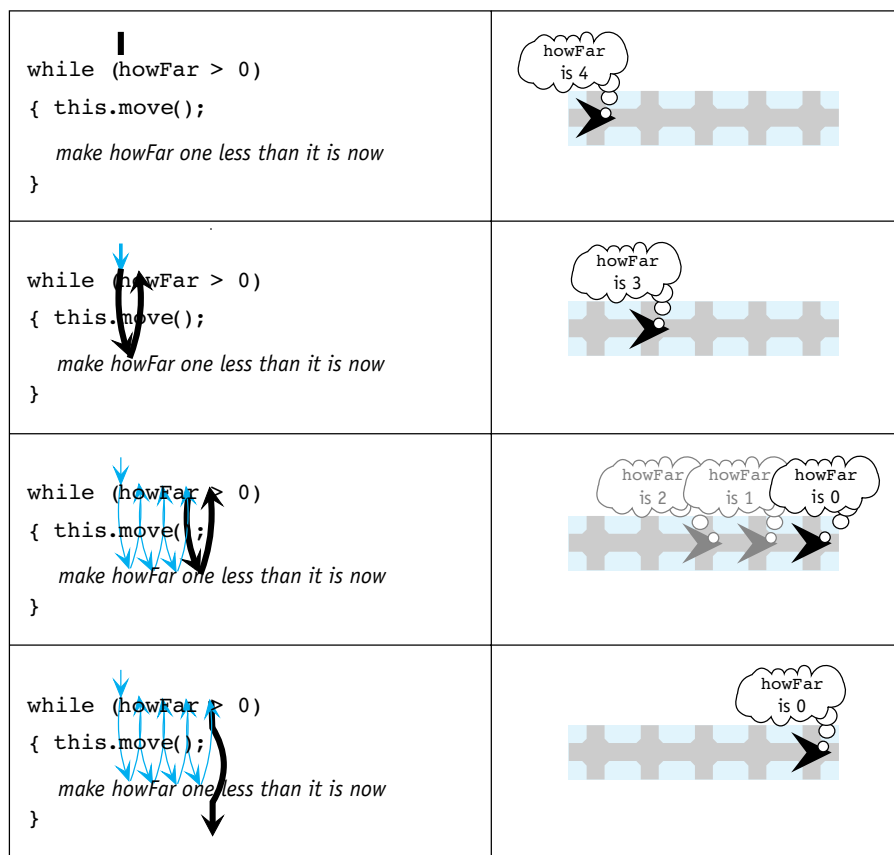 while (howFar > 0)
{ this.move();
make howFar one less than it is now
}
howFar
is 4
while (howFar > 0)
{ this.move();
make howFar one less than it is now
}
howFar
is 3
while (howFar > 0)
{ this.move();
make howFar one less than it is now
}
howFar
is 2
howFar
is 1
howFar
is 0
while (howFar > 0)
{ this.move();
make howFar one less than it is now
}
howFar
is 0